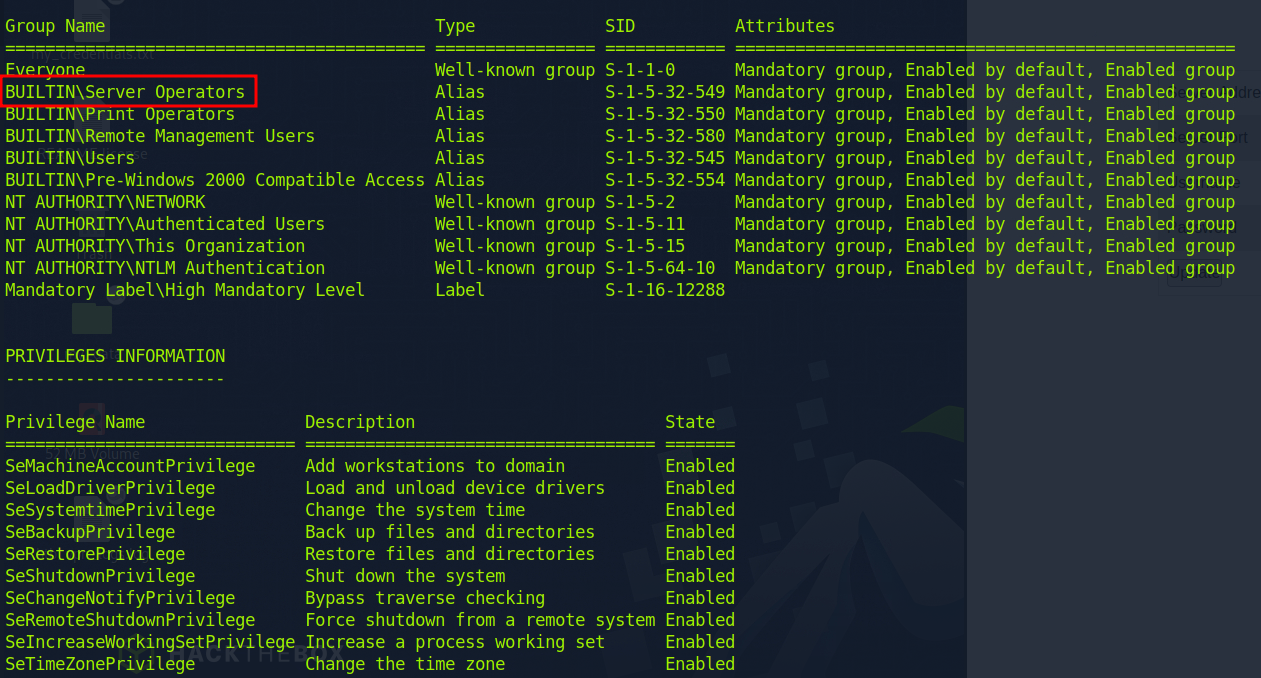 Group Name                                 Type             SID          Attributes
========================================== ================ ============ ==================================================
Everyone                                   Well-known group S-1-1-0      Mandatory group, Enabled by default, Enabled group
BUILTIN\Server Operators                   Alias            S-1-5-32-549 Mandatory group, Enabled by default, Enabled group
BUILTIN\Print Operators                    Alias            S-1-5-32-550 Mandatory group, Enabled by default, Enabled group
BUILTIN\Remote Management Users            Alias            S-1-5-32-580 Mandatory group, Enabled by default, Enabled group
BUILTIN\Users                              Alias            S-1-5-32-545 Mandatory group, Enabled by default, Enabled group
BUILTIN\Pre-Windows 2000 Compatible Access Alias            S-1-5-32-554 Mandatory group, Enabled by default, Enabled group
NT AUTHORITY\NETWORK                       Well-known group S-1-5-2      Mandatory group, Enabled by default, Enabled group
NT AUTHORITY\Authenticated Users           Well-known group S-1-5-11     Mandatory group, Enabled by default, Enabled group
NT AUTHORITY\This Organization             Well-known group S-1-5-15     Mandatory group, Enabled by default, Enabled group
NT AUTHORITY\NTLM Authentication           Well-known group S-1-5-64-10  Mandatory group, Enabled by default, Enabled group
Mandatory Label\High Mandatory Level       Label            S-1-16-12288
PRIVILEGES INFORMATION
----------------------
Privilege Name                Description                         State
============================= =================================== =======
SeMachineAccountPrivilege     Add workstations to domain          Enabled
SeLoadDriverPrivilege         Load and unload device drivers      Enabled
SeSystemtimePrivilege         Change the system time              Enabled
SeBackupPrivilege             Back up files and directories       Enabled
SeRestorePrivilege            Restore files and directories       Enabled
SeShutdownPrivilege           Shut down the system                Enabled
SeChangeNotifyPrivilege       Bypass traverse checking            Enabled
SeRemoteShutdownPrivilege     Force shutdown from a remote system Enabled
SeIncreaseWorkingSetPrivilege Increase a process working set      Enabled
SeTimeZonePrivilege           Change the time zone                Enabled
my_credentials.txt
52 MB Volume
HACKTHEBOX